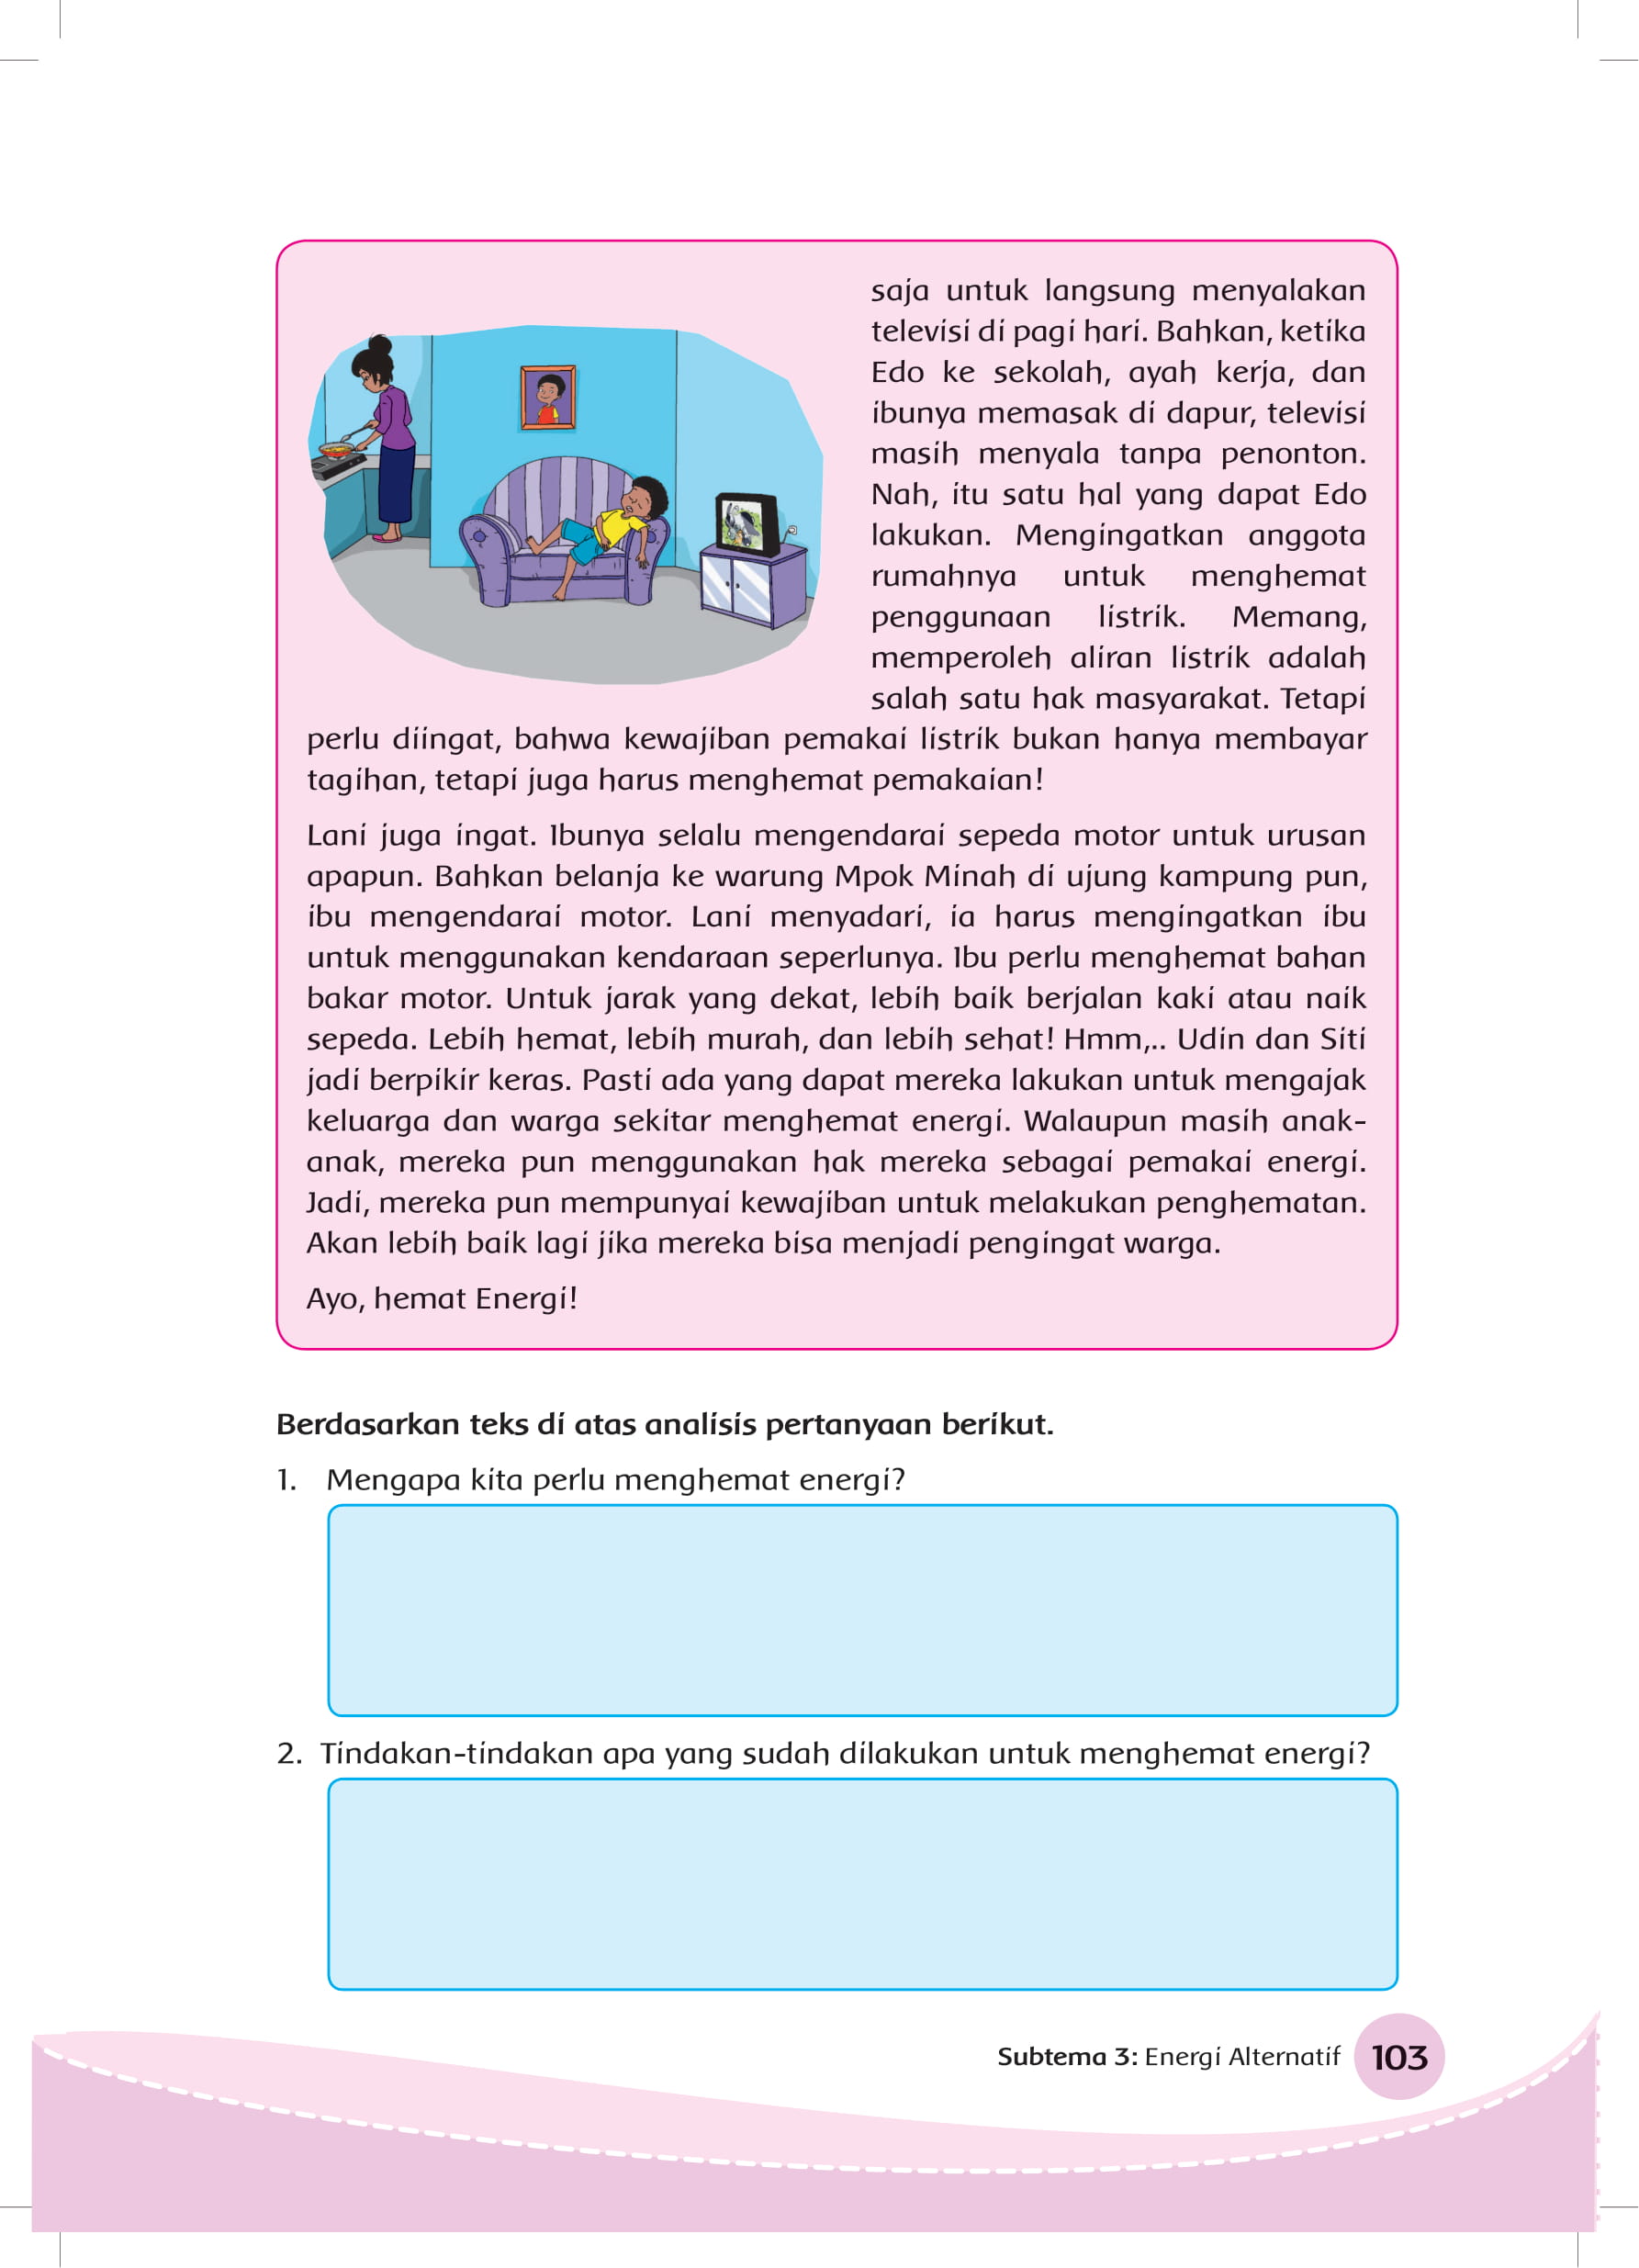 saja untuk langsung menyalakan
televisi di pagi hari. Bahkan, ketika
Edo ke sekolah, ayah kerja, dan
ibunya memasak di dapur, televisi
masih menyala tanpa penonton.
Nah, itu satu hal yang dapat Edo
lakukan. Mengingatkan anggota
rumahnya untuk menghemat
penggunaan listrik. Memang,
memperoleh aliran listrik adalah
salah satu hak masyarakat. Tetapi
perlu diingat, bahwa kewajiban pemakai listrik bukan hanya membayar
tagihan, tetapi juga harus menghemat pemakaian!
Lani juga ingat. Ibunya selalu mengendarai sepeda motor untuk urusan
apapun. Bahkan belanja ke warung Mpok Minah di ujung kampung pun,
ibu mengendarai motor. Lani menyadari, ia harus mengingatkan ibu
untuk menggunakan kendaraan seperlunya. Ibu perlu menghemat bahan
bakar motor. Untuk jarak yang dekat, lebih baik berjalan kaki atau naik
sepeda. Lebih hemat, lebih murah, dan lebih sehat! Hmm,.. Udin dan Siti
jadi berpikir keras. Pasti ada yang dapat mereka lakukan untuk mengajak
keluarga dan warga sekitar menghemat energi. Walaupun masih anak-
anak, mereka pun menggunakan hak mereka sebagai pemakai energi.
Jadi, mereka pun mempunyai kewajiban untuk melakukan penghematan.
Akan lebih baik lagi jika mereka bisa menjadi pengingat warga.
Ayo, hemat Energi!
Berdasarkan teks di atas analisis pertanyaan berikut.
1. Mengapa kita perlu menghemat energi?
2. Tindakan-tindakan apa yang sudah dilakukan untuk menghemat energi?
Subtema 3: Energi Alternatif 103